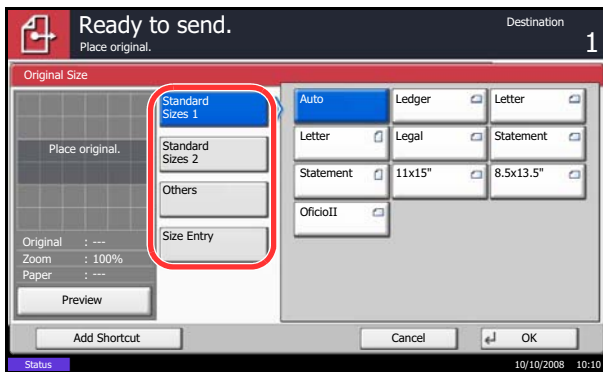 Ready to send.
Destination
Place original.
1
Original Size
Place original.
Original : ---
Zoom : 100%
Paper : ---
Preview
Standard
Sizes 1
Standard
Sizes 2
Others
Size Entry
Auto
Ledger
Letter
Letter
Legal
Statement
Statement
11x15"
8.5x13.5"
OficioII
Add Shortcut
Cancel
OK
Status
10/10/2008 10:10